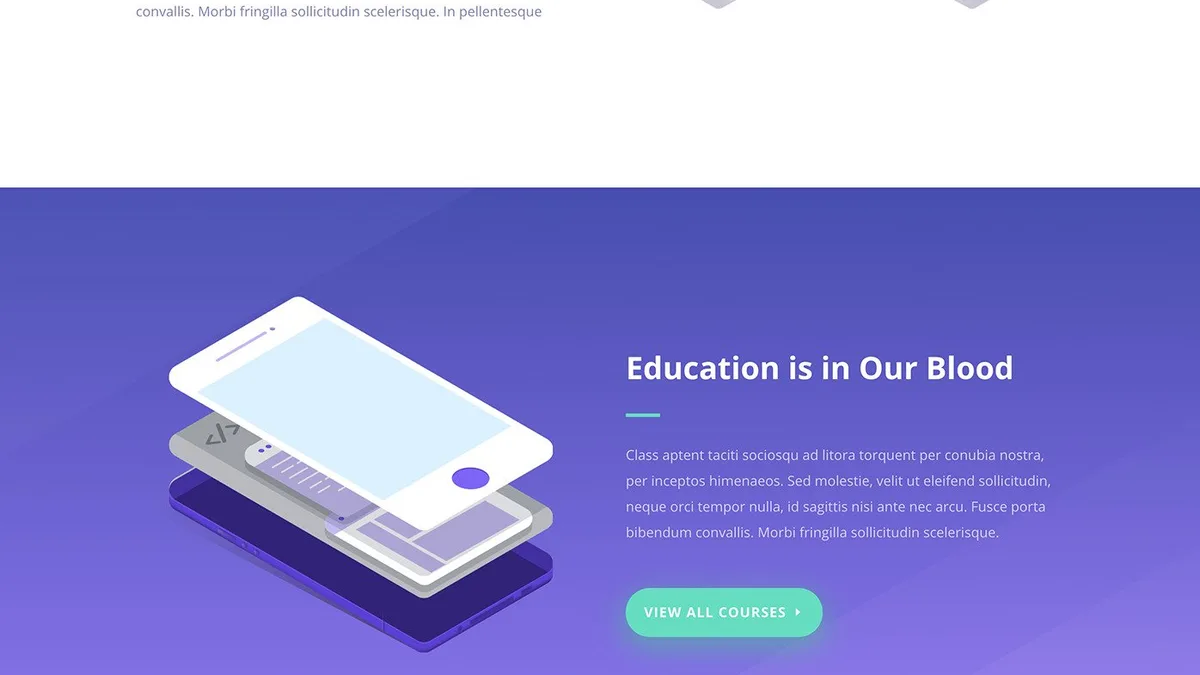 convallis. Morbi fringilla sollicitudin scelerisque. In pellentesque
</>
Education is in Our Blood
Class aptent taciti sociosqu ad litora torquent per conubia nostra,
per inceptos himenaeos. Sed molestie, velit ut eleifend sollicitudin,
neque orci tempor nulla, id sagittis nisi ante nec arcu. Fusce porta
bibendum convallis. Morbi fringilla sollicitudin scelerisque.
VIEW ALL COURSES